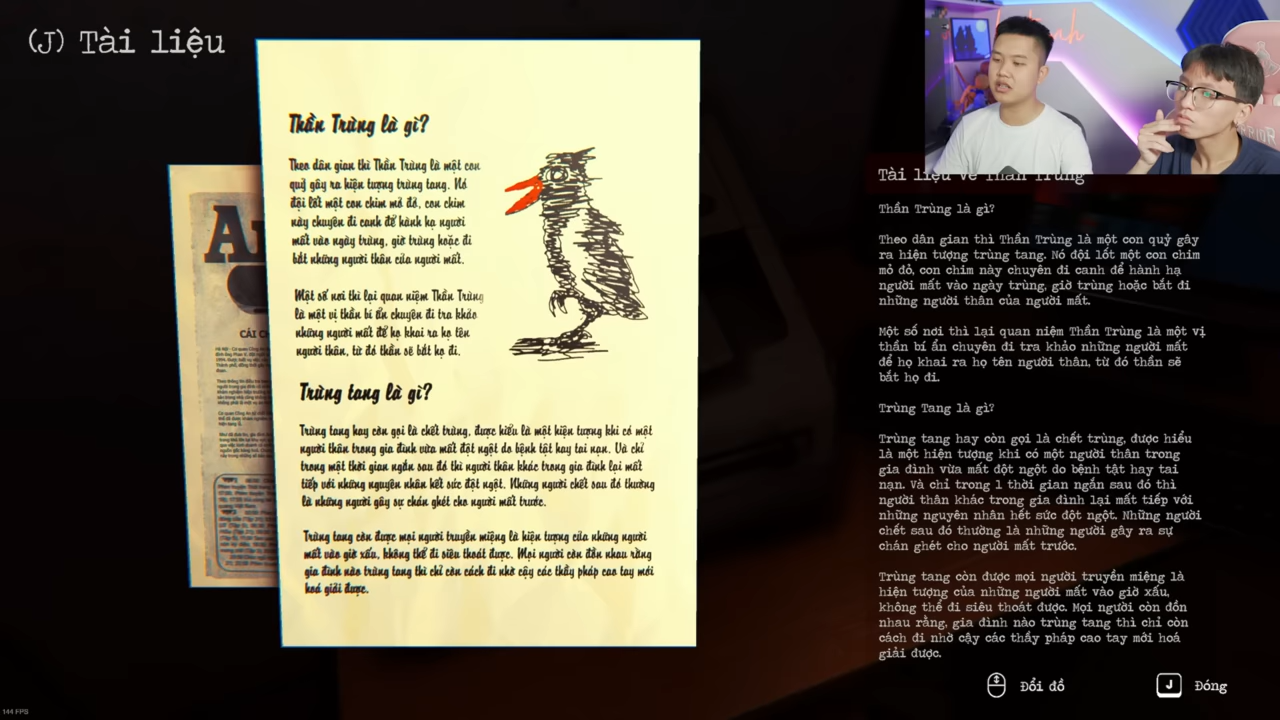 (J) Tài liệu
Thần Trùng là gì?
Theo dân gian thì Thần Trùng là một con
quỷ gây ra hiện tượng trùng tang. Nó
đội lốt một con chim mỏ đỏ, con chim
này chuyên đi canh để hành hạ người
mất vào ngày trùng, giờ trùng hoặc đi
bắt những người thân của người mất.
Một số nơi thì lại quan niệm Thần Trùng
là một vị thần bí ẩn chuyên đi tra khảo
những người mất để họ khai ra họ tên
người thân, từ đó thần sẽ bắt họ đi.
Trùng tang là gì?
Trùng tang hay còn gọi là chết trùng, được hiểu là một hiện tượng khi có một
người thân trong gia đình vừa mất đột ngột do bệnh tật hay tai nạn. Và chỉ
trong một thời gian ngắn sau đó thì người thân khác trong gia đình lại mất
tiếp với những nguyên nhân hết sức đột ngột. Những người chết sau đó thường
là những người gây sự chán ghét cho người mất trước.
Trùng tang còn được mọi người truyền miệng là hiện tượng của những người
mất vào giờ xấu, không thể đi siêu thoát được. Mọi người còn đồn nhau rằng
gia đình nào trùng tang thì chỉ còn cách đi nhờ cậy các thầy pháp cao tay mới
hoá giải được.
CÁI CH
Tài liệu về Thần Trùng
Thần Trùng là gì?
Theo dân gian thì Thần Trùng là một con quỷ gây
ra hiện tượng trùng tang. Nó đội lốt một con chim
mỏ đỏ, con chim này chuyên đi canh để hành hạ
người mất vào ngày trùng, giờ trùng hoặc bắt đi
những người thân của người mất.
Một số nơi thì lại quan niệm Thần Trùng là một vị
thần bí ẩn chuyên đi tra khảo những người mất
để họ khai ra họ tên người thân, từ đó thần sẽ
bắt họ đi.
Trùng Tang là gì?
Trùng tang hay còn gọi là chết trùng, được hiểu
là một hiện tượng khi có một người thân trong
gia đình vừa mất đột ngột do bệnh tật hay tai
nạn. Và chỉ trong 1 thời gian ngắn sau đó thì
người thân khác trong gia đình lại mất tiếp với
những nguyên nhân hết sức đột ngột. Những người
chết sau đó thường là những người gây ra sự
chán ghét cho người mất trước.
Trùng tang còn được mọi người truyền miệng là
hiện tượng của những người mất vào giờ xấu,
không thể đi siêu thoát được. Mọi người còn đồn
nhau rằng, gia đình nào trùng tang thì chỉ còn
cách đi nhờ cậy các thầy pháp cao tay mới hoá
giải được.
Đổi đồ
J Đóng
144 FPS